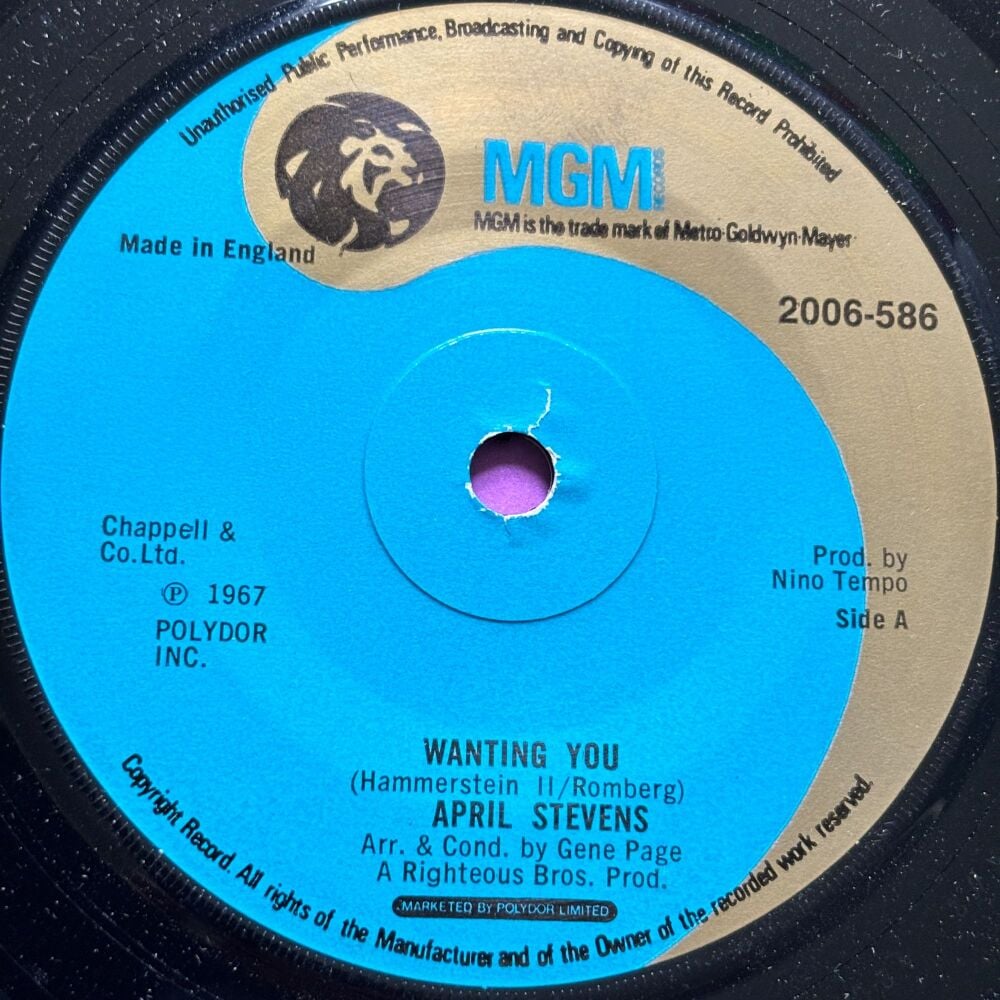 Unauthorised Public Performance, Broadcasting and Copying of this Record Prohibited
MGM
RECORDS
MGM is the trade mark of Metro-Goldwyn-Mayer
Made in England
2006-586
Chappell &
Co.Ltd.
℗ 1967
POLYDOR
INC.
Prod. by
Nino Tempo
Side A
WANTING YOU
(Hammerstein II/Romberg)
APRIL STEVENS
Arr. & Cond. by Gene Page
A Righteous Bros. Prod.
MARKETED BY POLYDOR LIMITED
Copyright Record. All rights of the Manufacturer and of the Owner of the recorded work reserved.